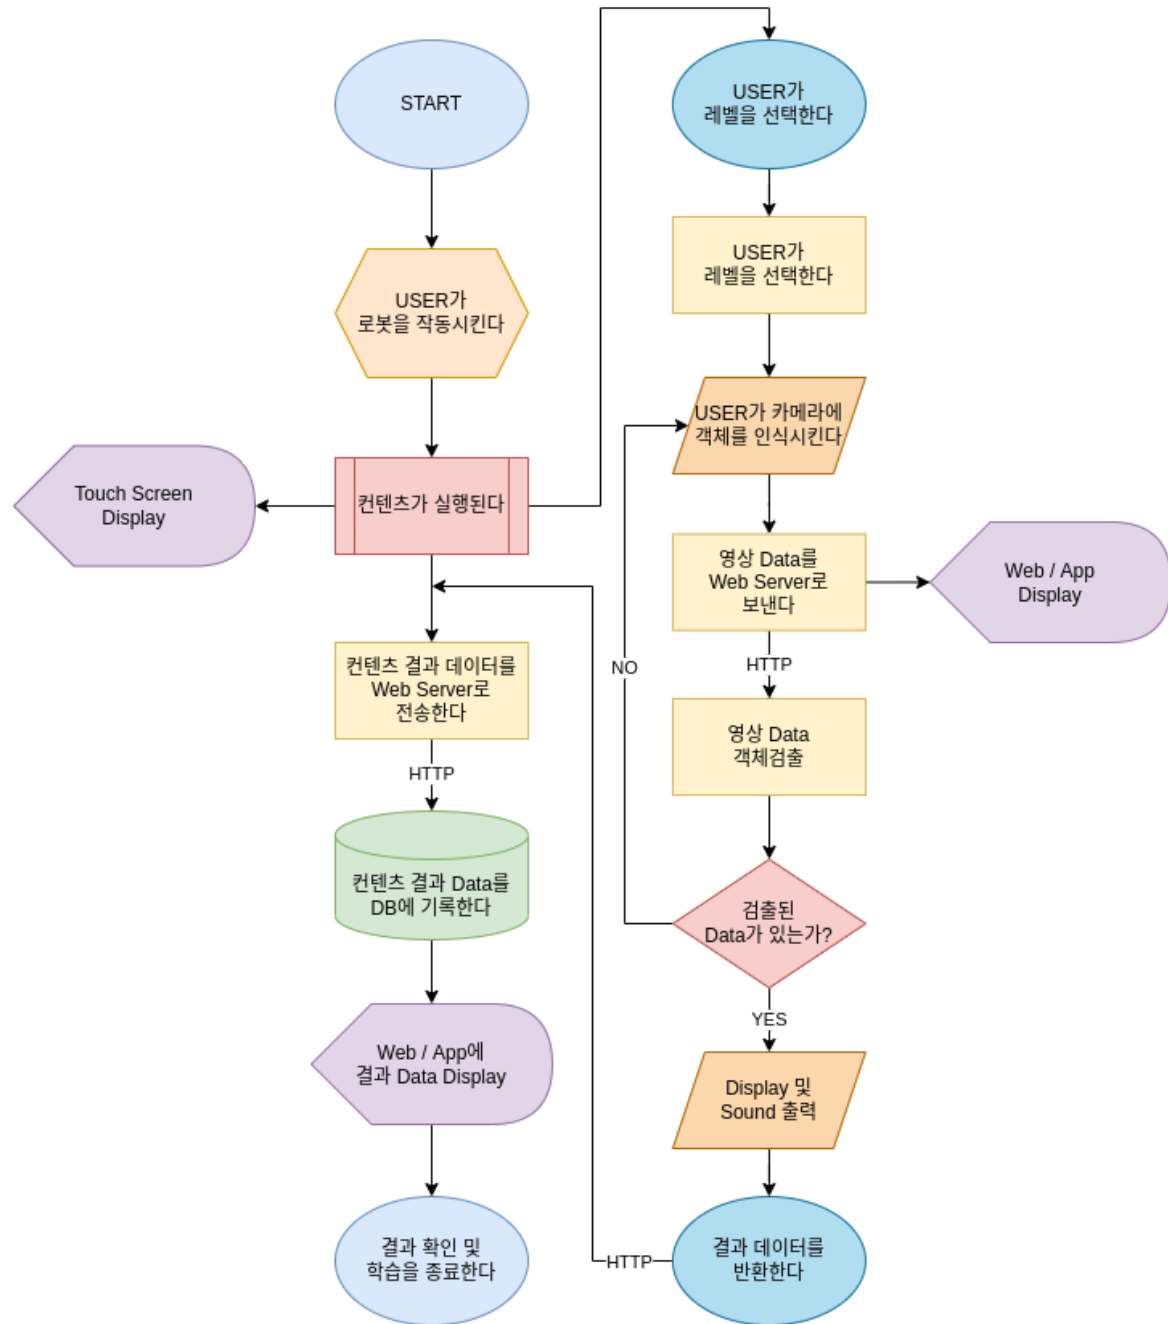 START
USER가
로봇을 작동시킨다
컨텐츠가 실행된다
Touch Screen
Display
컨텐츠 결과 데이터를
Web Server로
전송한다
HTTP
컨텐츠 결과 Data를
DB에 기록한다
Web / App에
결과 Data Display
결과 확인 및
학습을 종료한다
USER가
레벨을 선택한다
USER가
레벨을 선택한다
USER가 카메라에
객체를 인식시킨다
영상 Data를
Web Server로
보낸다
Web / App
Display
HTTP
NO
영상 Data
객체검출
검출된
Data가 있는가?
YES
Display 및
Sound 출력
결과 데이터를
반환한다
HTTP